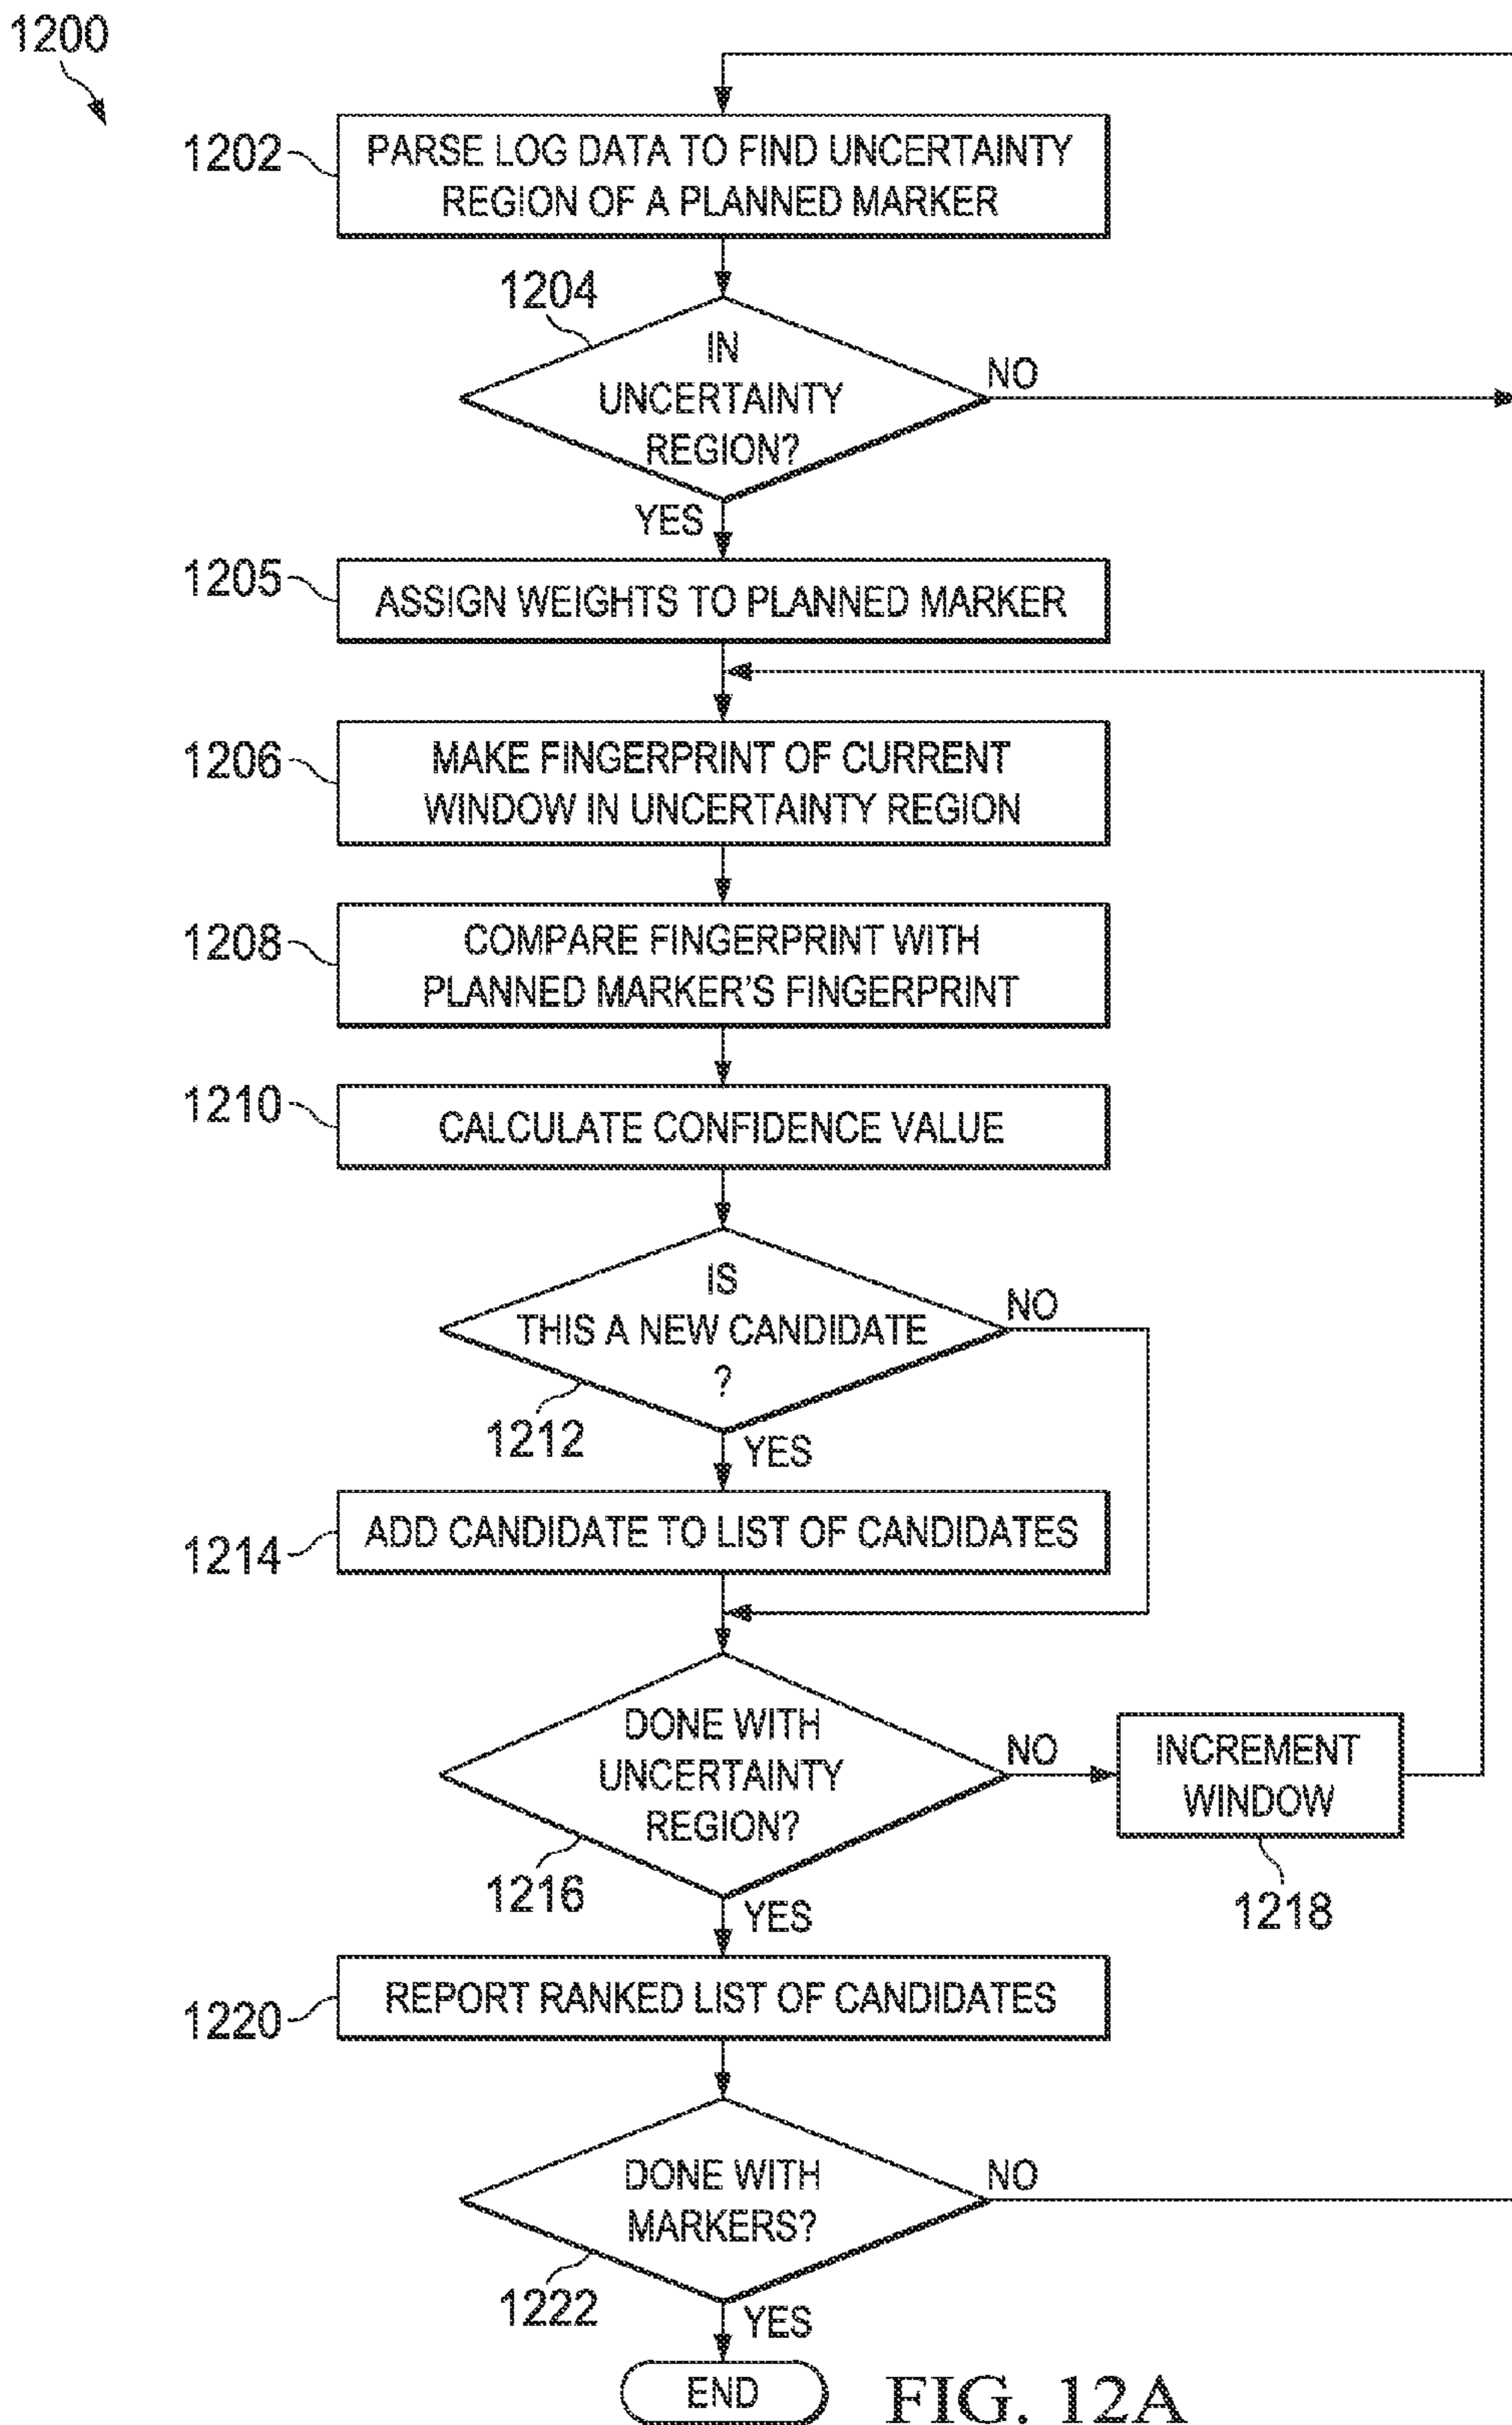 1200
1202
PARSE LOG DATA TO FIND UNCERTAINTY
REGION OF A PLANNED MARKER
1204
IN
UNCERTAINTY
REGION?
NO
YES
1205
ASSIGN WEIGHTS TO PLANNED MARKER
1206
MAKE FINGERPRINT OF CURRENT
WINDOW IN UNCERTAINTY REGION
1208
COMPARE FINGERPRINT WITH
PLANNED MARKER'S FINGERPRINT
1210
CALCULATE CONFIDENCE VALUE
IS
THIS A NEW CANDIDATE
?
NO
1212
YES
1214
ADD CANDIDATE TO LIST OF CANDIDATES
DONE WITH
UNCERTAINTY
REGION?
NO
INCREMENT
WINDOW
1216
1218
YES
1220
REPORT RANKED LIST OF CANDIDATES
DONE WITH
MARKERS?
NO
1222
YES
END
FIG. 12A